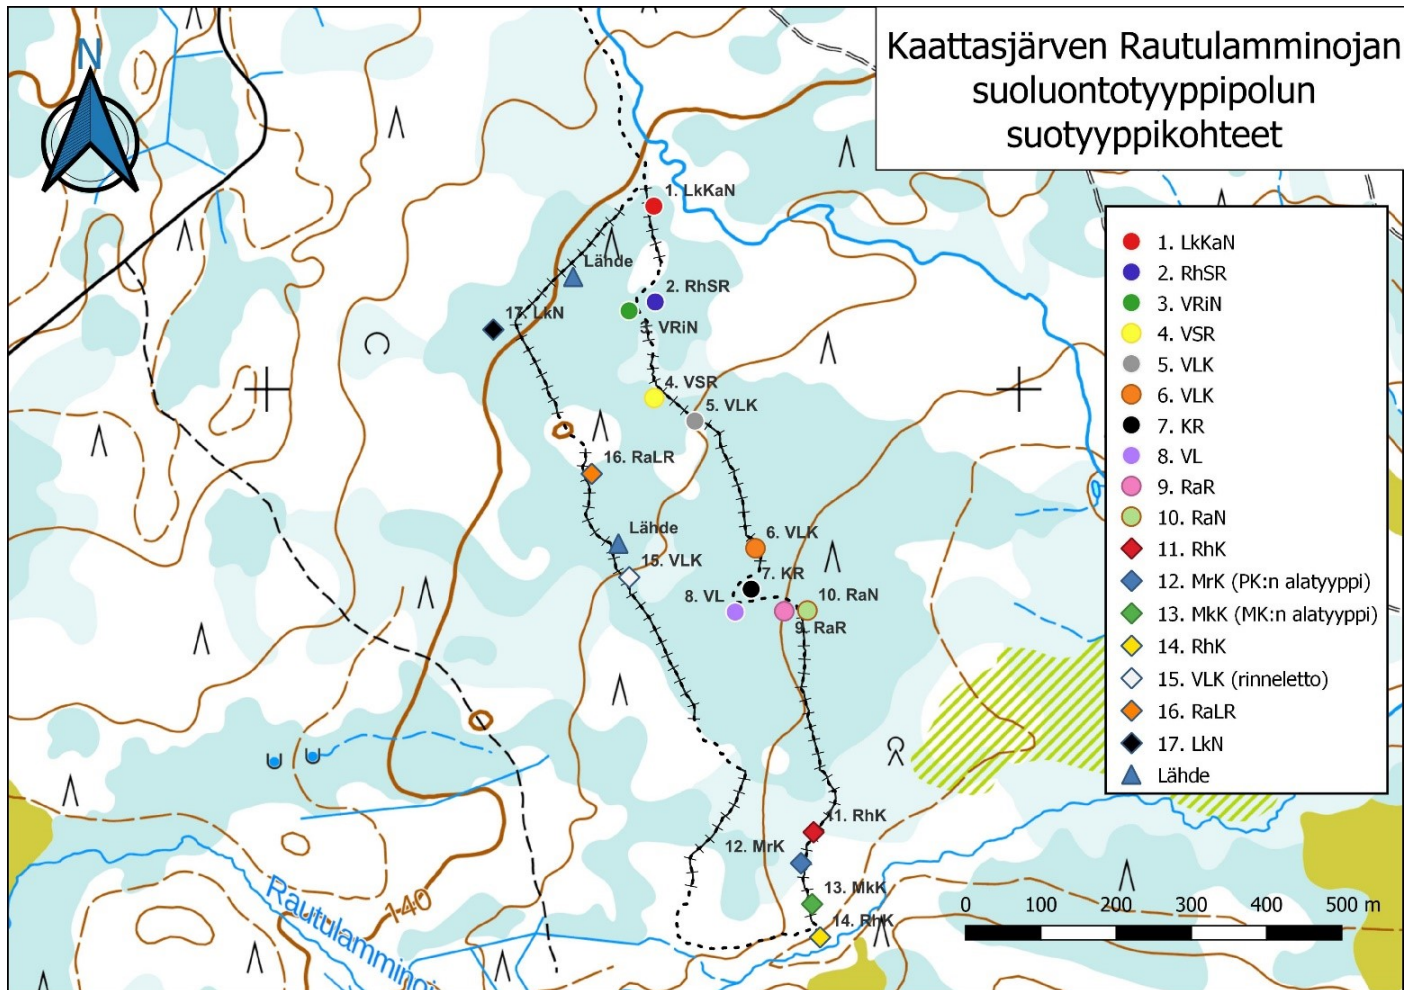 N
Kaattasjärven Rautulamminojan
suoluontotyyppipolun
suotyyppikohteet
1. LkKaN
Lähde
2. RhSR
17. LkN
3. VRiN
4. VSR
5. VLK
16. RaLR
Lähde
6. VLK
15. VLK
7. KR
8. VL
10. RaN
9. RaR
11. RhK
12. MrK
13. MkK
14. RhK
140
Rautulamminoj
1. LkKaN
2. RhSR
3. VRiN
4. VSR
5. VLK
6. VLK
7. KR
8. VL
9. RaR
10. RaN
11. RhK
12. MrK (PK:n alatyyppi)
13. MkK (MK:n alatyyppi)
14. RhK
15. VLK (rinneletto)
16. RaLR
17. LkN
Lähde
0 100 200 300 400 500 m